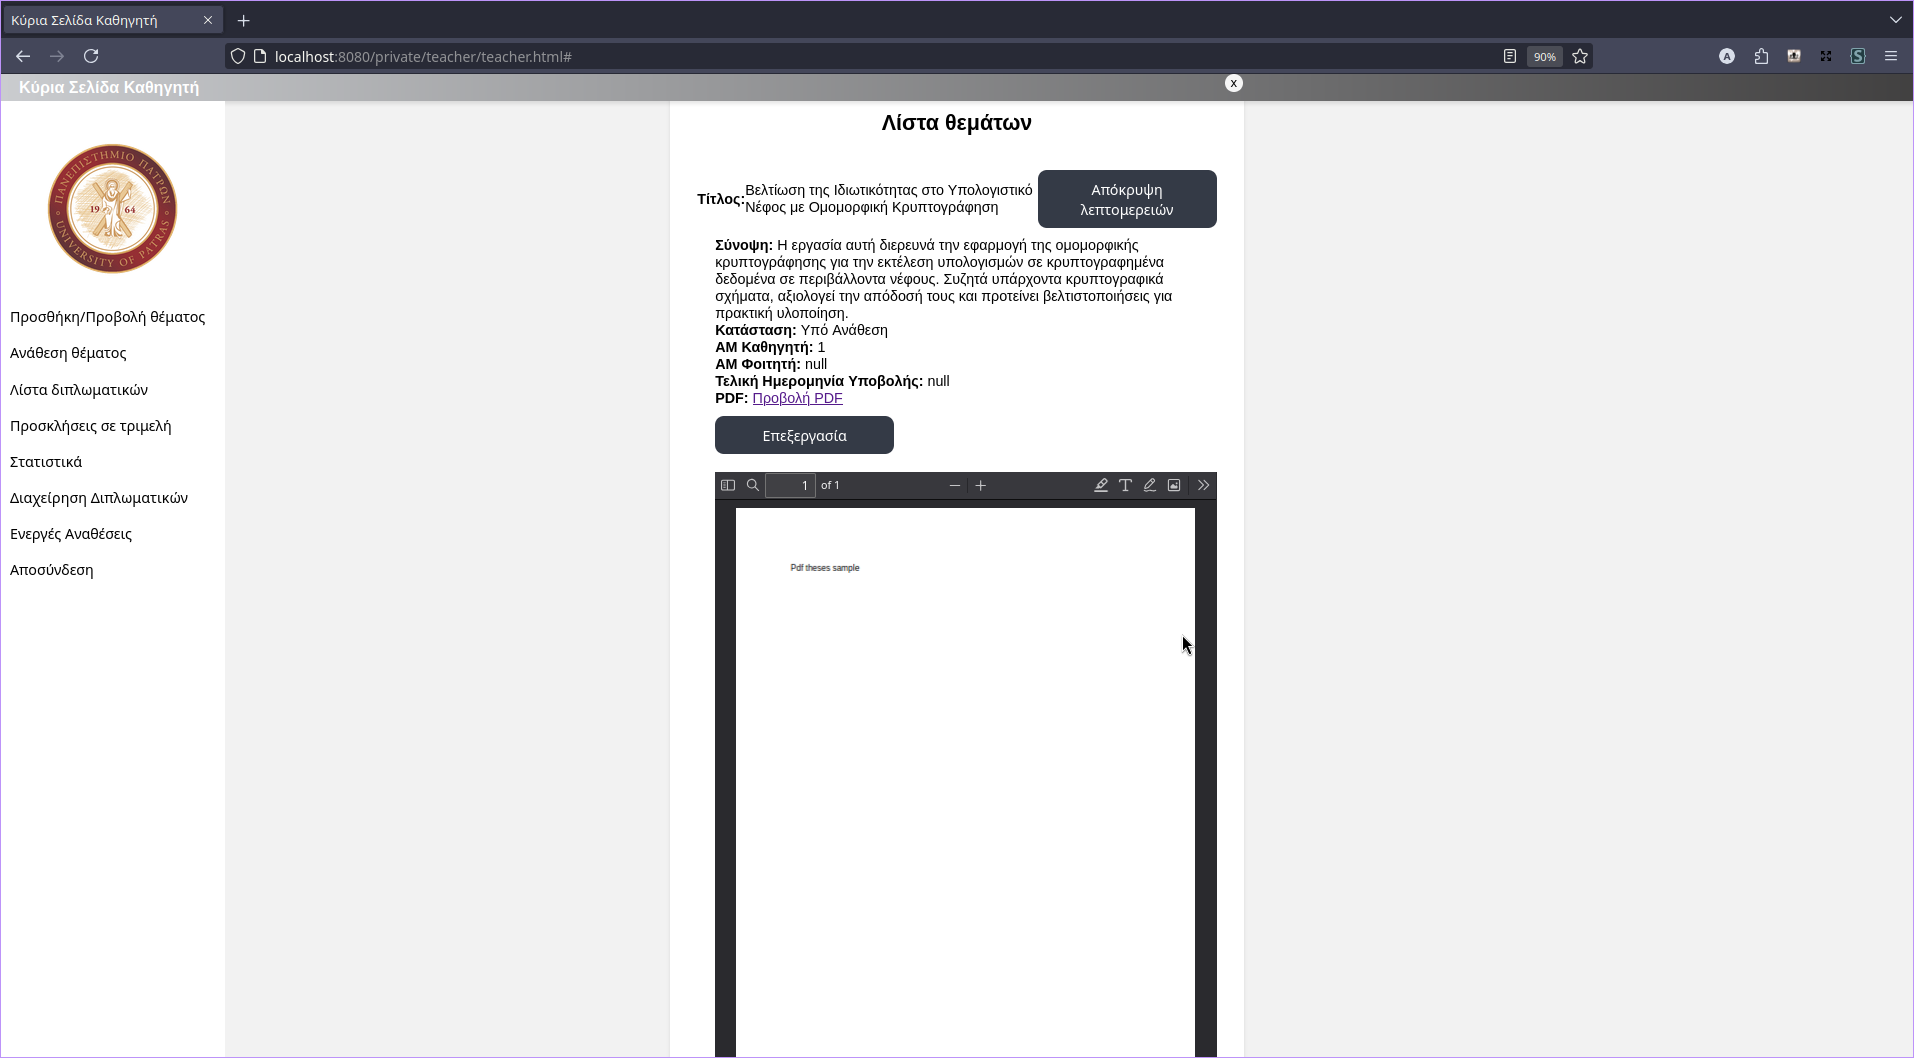 Κύρια Σελίδα Καθηγητή
localhost:8080/private/teacher/teacher.html#
90%
A
S
Κύρια Σελίδα Καθηγητή
x
ΠΑΝΕΠΙΣΤΗΜΙΟ ΠΑΤΡΩΝ
19 64
UNIVERSITY OF PATRAS
Προσθήκη/Προβολή θέματος
Ανάθεση θέματος
Λίστα διπλωματικών
Προσκλήσεις σε τριμελή
Στατιστικά
Διαχείρηση Διπλωματικών
Ενεργές Αναθέσεις
Αποσύνδεση
Λίστα θεμάτων
Τίτλος:
Βελτίωση της Ιδιωτικότητας στο Υπολογιστικό
Νέφος με Ομομορφική Κρυπτογράφηση
Απόκρυψη
λεπτομερειών
Σύνοψη: Η εργασία αυτή διερευνά την εφαρμογή της ομομορφικής
κρυπτογράφησης για την εκτέλεση υπολογισμών σε κρυπτογραφημένα
δεδομένα σε περιβάλλοντα νέφους. Συζητά υπάρχοντα κρυπτογραφικά
σχήματα, αξιολογεί την απόδοσή τους και προτείνει βελτιστοποιήσεις για
πρακτική υλοποίηση.
Κατάσταση: Υπό Ανάθεση
ΑΜ Καθηγητή: 1
ΑΜ Φοιτητή: null
Τελική Ημερομηνία Υποβολής: null
PDF: Προβολή PDF
Επεξεργασία
1 of 1
Pdf theses sample